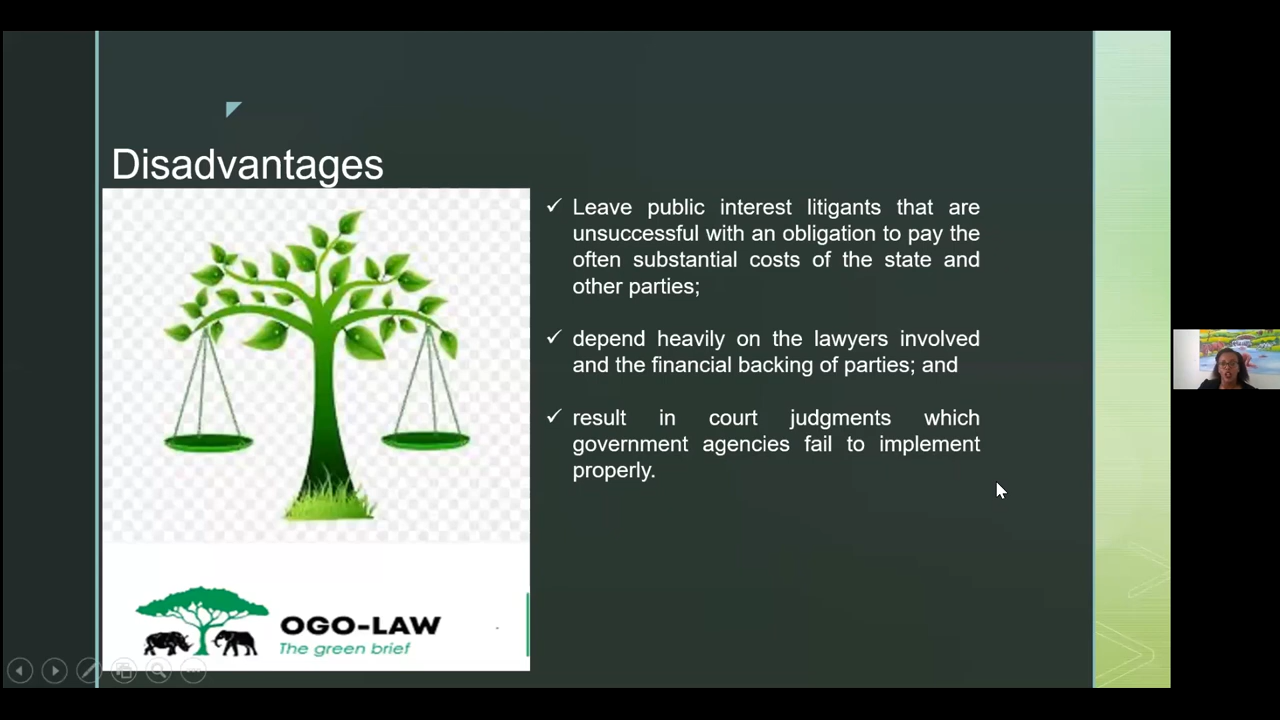 Disadvantages
✓ Leave public interest litigants that are
unsuccessful with an obligation to pay the
often substantial costs of the state and
other parties;
✓ depend heavily on the lawyers involved
and the financial backing of parties; and
✓ result in court judgments which
government agencies fail to implement
properly.
OGO-LAW
The green brief